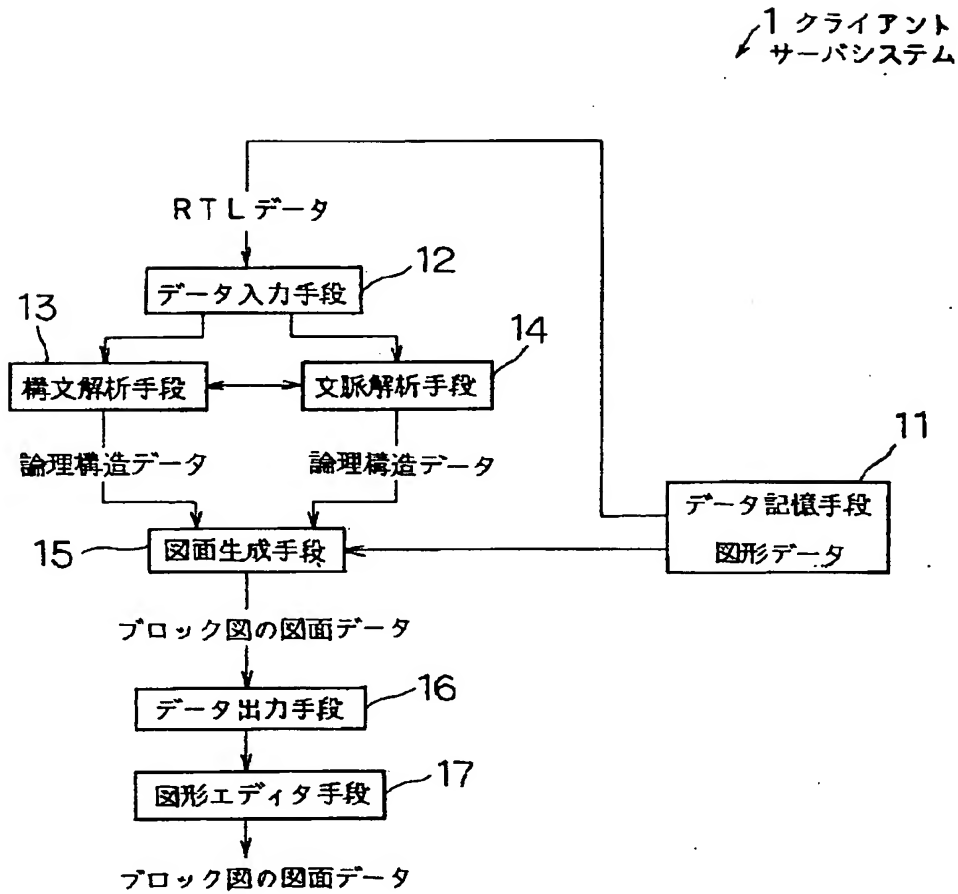 1 クライアント
サーバシステム
RTLデータ
12
データ入力手段
13
14
構文解析手段
文脈解析手段
論理構造データ
論理構造データ
11
データ記憶手段
図形データ
15
図面生成手段
ブロック図の図面データ
16
データ出力手段
17
図形エディタ手段
ブロック図の図面データ